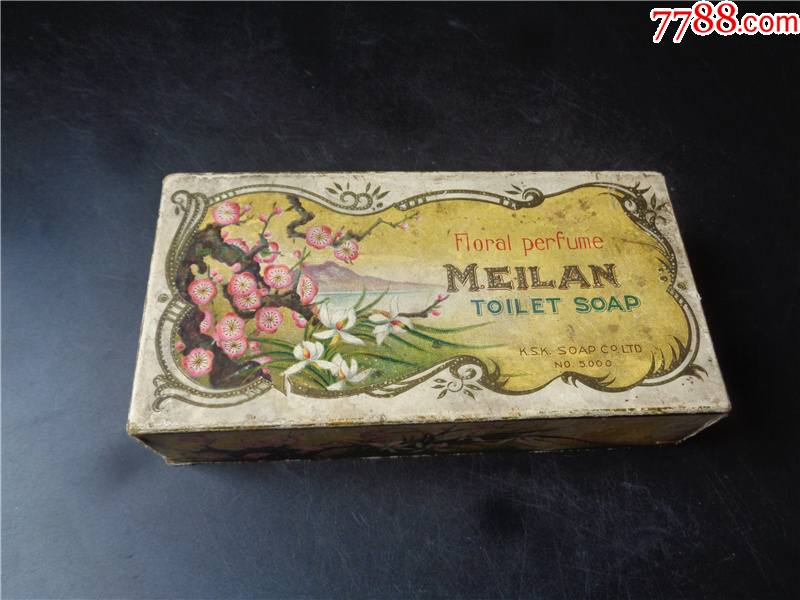 7788.com
Floral perfume
MEILAN
TOILET SOAP
K.S.K. SOAP CO. LTD
NO. 5000